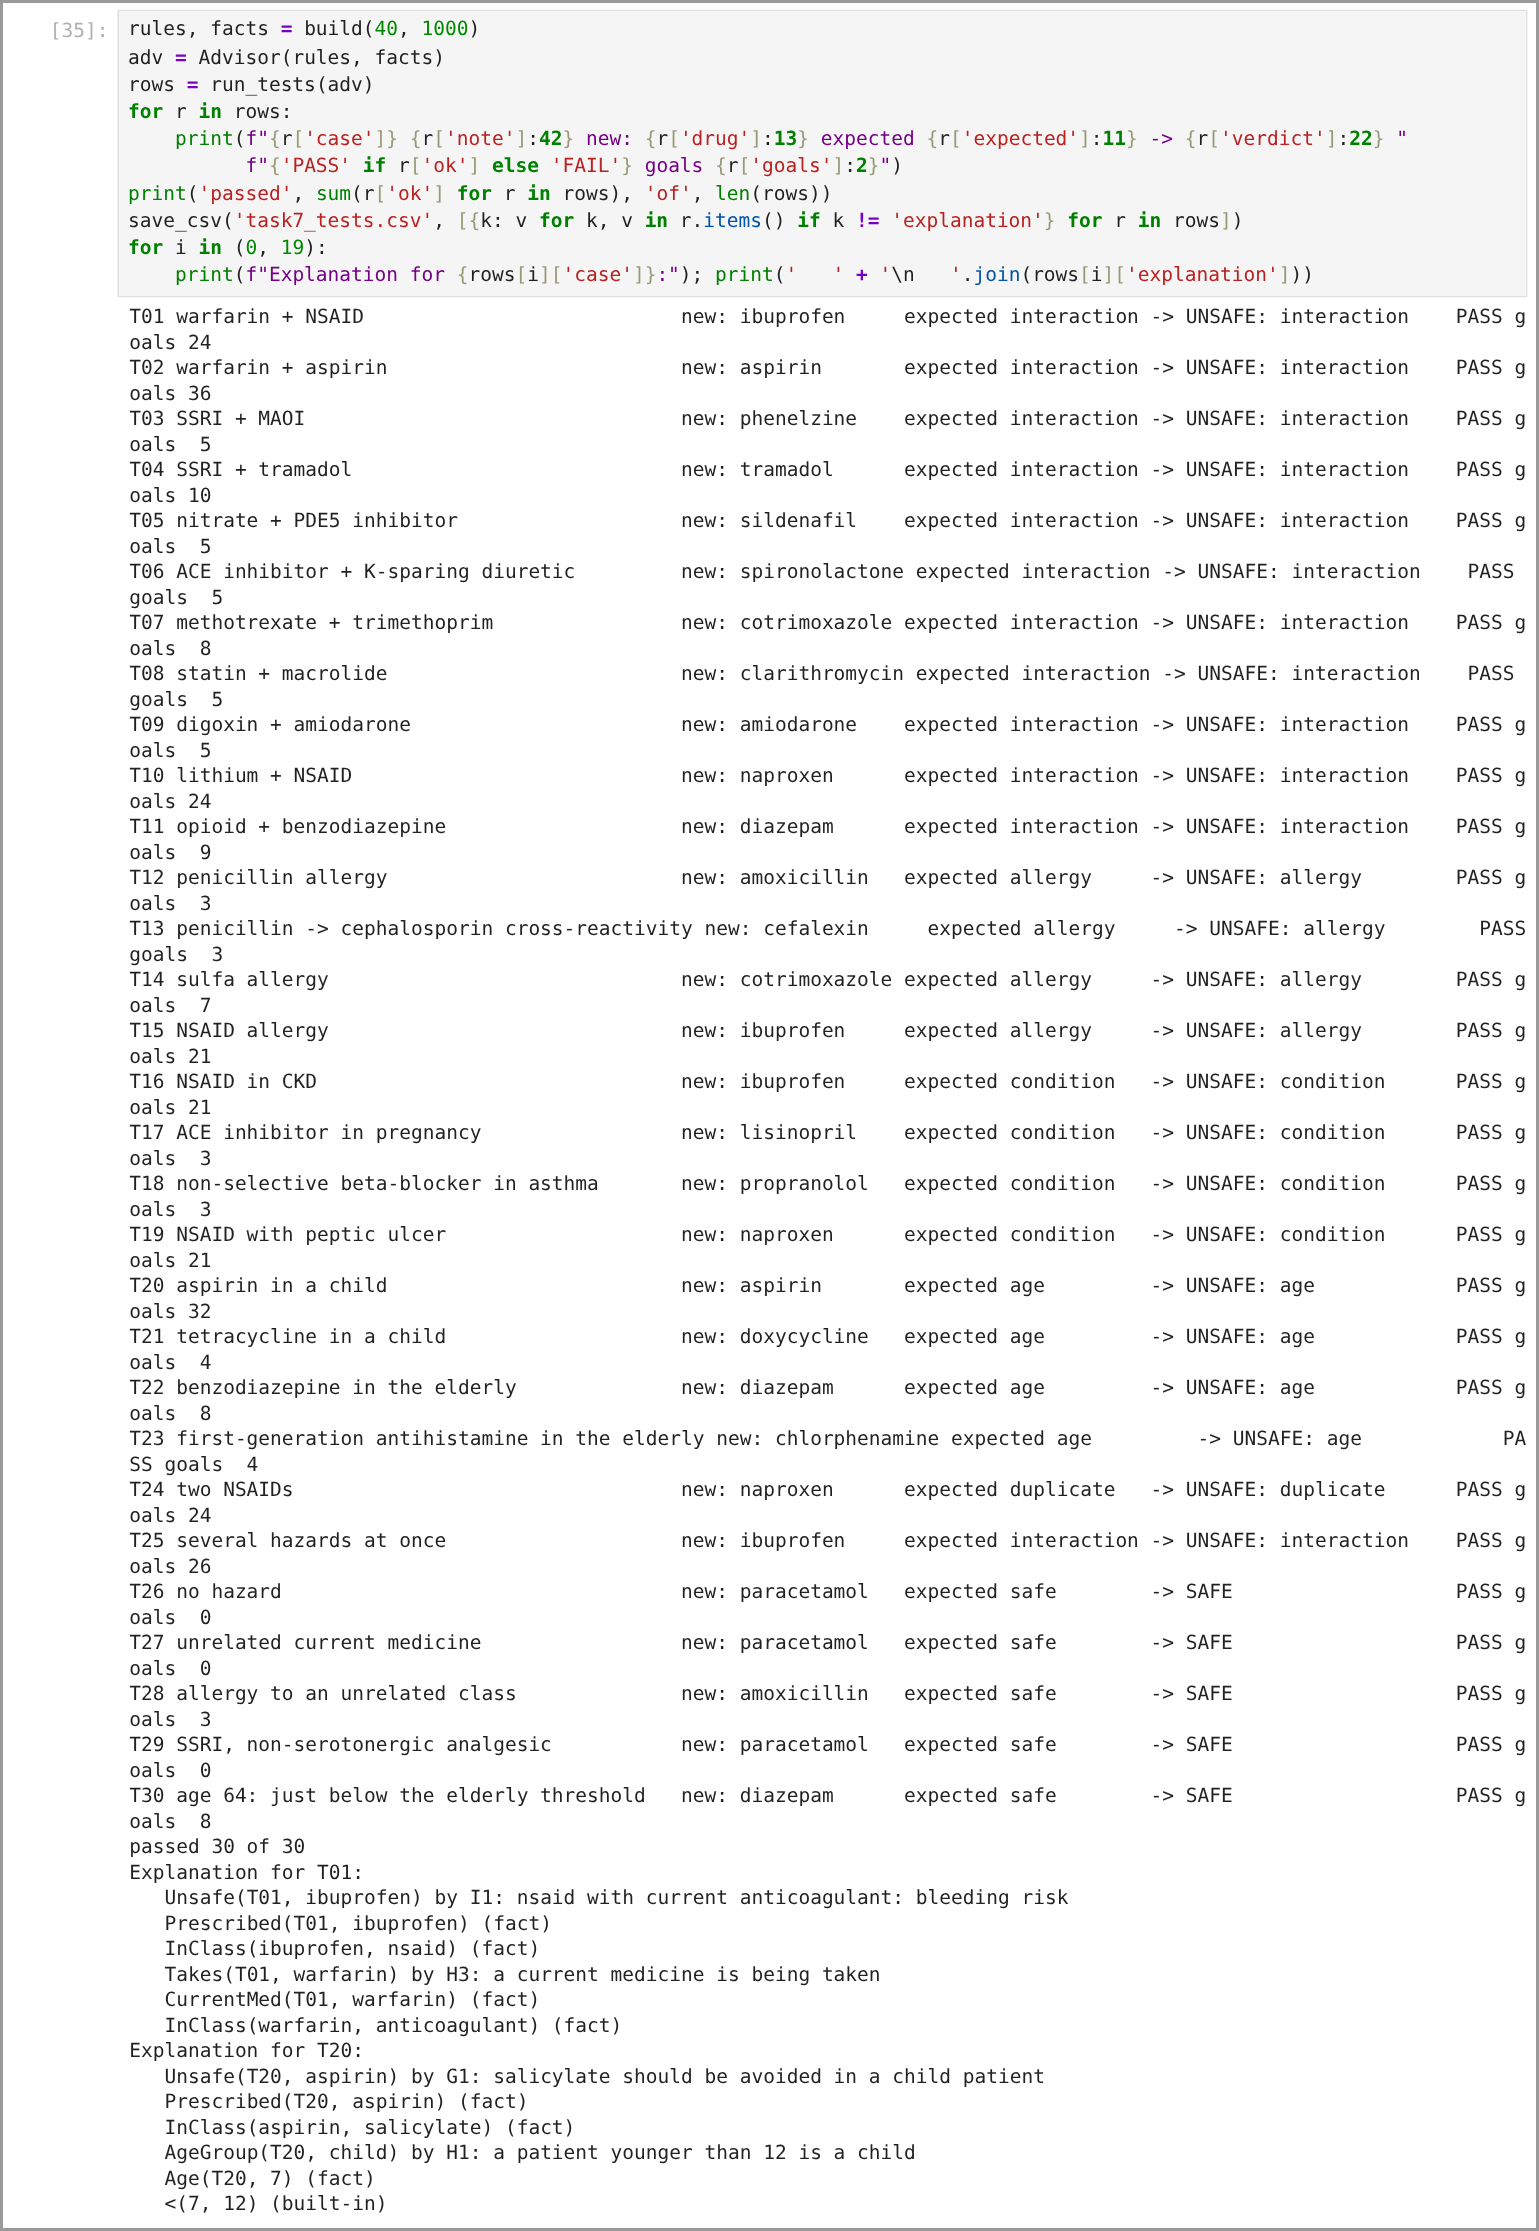 [35]: rules, facts = build(40, 1000)
adv = Advisor(rules, facts)
rows = run_tests(adv)
for r in rows:
    print(f"{r['case']} {r['note']:42} new: {r['drug']:13} expected {r['expected']:11} -> {r['verdict']:22} "
          f"{'PASS' if r['ok'] else 'FAIL'} goals {r['goals']:2}")
print('passed', sum(r['ok'] for r in rows), 'of', len(rows))
save_csv('task7_tests.csv', [{k: v for k, v in r.items() if k != 'explanation'} for r in rows])
for i in (0, 19):
    print(f"Explanation for {rows[i]['case']}:"); print('   ' + '\n   '.join(rows[i]['explanation']))
T01 warfarin + NSAID                           new: ibuprofen     expected interaction -> UNSAFE: interaction    PASS g
oals 24
T02 warfarin + aspirin                         new: aspirin       expected interaction -> UNSAFE: interaction    PASS g
oals 36
T03 SSRI + MAOI                                new: phenelzine    expected interaction -> UNSAFE: interaction    PASS g
oals  5
T04 SSRI + tramadol                            new: tramadol      expected interaction -> UNSAFE: interaction    PASS g
oals 10
T05 nitrate + PDE5 inhibitor                   new: sildenafil    expected interaction -> UNSAFE: interaction    PASS g
oals  5
T06 ACE inhibitor + K-sparing diuretic         new: spironolactone expected interaction -> UNSAFE: interaction    PASS
goals  5
T07 methotrexate + trimethoprim                new: cotrimoxazole expected interaction -> UNSAFE: interaction    PASS g
oals  8
T08 statin + macrolide                         new: clarithromycin expected interaction -> UNSAFE: interaction    PASS
goals  5
T09 digoxin + amiodarone                       new: amiodarone    expected interaction -> UNSAFE: interaction    PASS g
oals  5
T10 lithium + NSAID                            new: naproxen      expected interaction -> UNSAFE: interaction    PASS g
oals 24
T11 opioid + benzodiazepine                    new: diazepam      expected interaction -> UNSAFE: interaction    PASS g
oals  9
T12 penicillin allergy                         new: amoxicillin   expected allergy     -> UNSAFE: allergy        PASS g
oals  3
T13 penicillin -> cephalosporin cross-reactivity new: cefalexin     expected allergy     -> UNSAFE: allergy        PASS
goals  3
T14 sulfa allergy                              new: cotrimoxazole expected allergy     -> UNSAFE: allergy        PASS g
oals  7
T15 NSAID allergy                              new: ibuprofen     expected allergy     -> UNSAFE: allergy        PASS g
oals 21
T16 NSAID in CKD                               new: ibuprofen     expected condition   -> UNSAFE: condition      PASS g
oals 21
T17 ACE inhibitor in pregnancy                 new: lisinopril    expected condition   -> UNSAFE: condition      PASS g
oals  3
T18 non-selective beta-blocker in asthma       new: propranolol   expected condition   -> UNSAFE: condition      PASS g
oals  3
T19 NSAID with peptic ulcer                    new: naproxen      expected condition   -> UNSAFE: condition      PASS g
oals 21
T20 aspirin in a child                         new: aspirin       expected age         -> UNSAFE: age            PASS g
oals 32
T21 tetracycline in a child                    new: doxycycline   expected age         -> UNSAFE: age            PASS g
oals  4
T22 benzodiazepine in the elderly              new: diazepam      expected age         -> UNSAFE: age            PASS g
oals  8
T23 first-generation antihistamine in the elderly new: chlorphenamine expected age         -> UNSAFE: age            PA
SS goals  4
T24 two NSAIDs                                 new: naproxen      expected duplicate   -> UNSAFE: duplicate      PASS g
oals 24
T25 several hazards at once                    new: ibuprofen     expected interaction -> UNSAFE: interaction    PASS g
oals 26
T26 no hazard                                  new: paracetamol   expected safe        -> SAFE                   PASS g
oals  0
T27 unrelated current medicine                 new: paracetamol   expected safe        -> SAFE                   PASS g
oals  0
T28 allergy to an unrelated class              new: amoxicillin   expected safe        -> SAFE                   PASS g
oals  3
T29 SSRI, non-serotonergic analgesic           new: paracetamol   expected safe        -> SAFE                   PASS g
oals  0
T30 age 64: just below the elderly threshold   new: diazepam      expected safe        -> SAFE                   PASS g
oals  8
passed 30 of 30
Explanation for T01:
   Unsafe(T01, ibuprofen) by I1: nsaid with current anticoagulant: bleeding risk
   Prescribed(T01, ibuprofen) (fact)
   InClass(ibuprofen, nsaid) (fact)
   Takes(T01, warfarin) by H3: a current medicine is being taken
   CurrentMed(T01, warfarin) (fact)
   InClass(warfarin, anticoagulant) (fact)
Explanation for T20:
   Unsafe(T20, aspirin) by G1: salicylate should be avoided in a child patient
   Prescribed(T20, aspirin) (fact)
   InClass(aspirin, salicylate) (fact)
   AgeGroup(T20, child) by H1: a patient younger than 12 is a child
   Age(T20, 7) (fact)
   <(7, 12) (built-in)